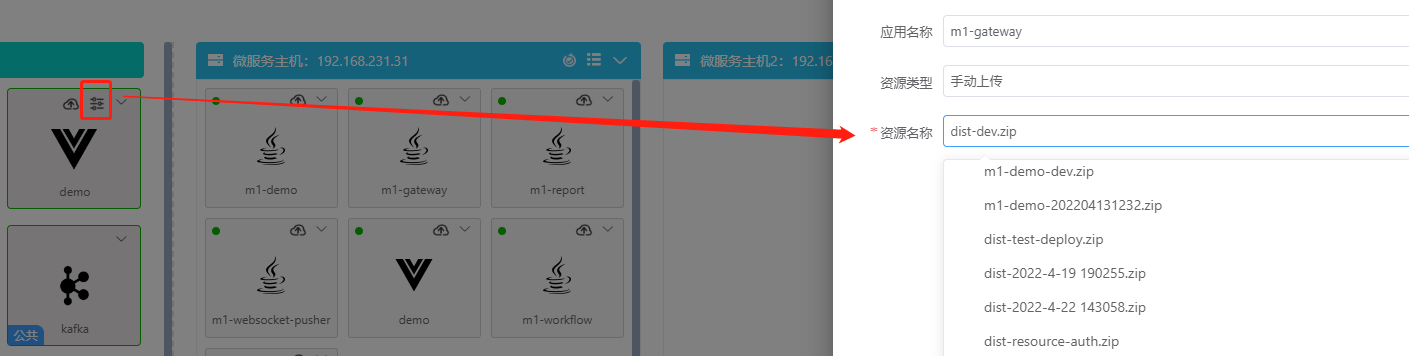 demo
kafka
公共
微服务主机：192.168.231.31
m1-demo
m1-gateway
m1-report
m1-websocket-pusher
demo
m1-workflow
微服务主机2：192.16
应用名称
m1-gateway
资源类型
手动上传
* 资源名称
dist-dev.zip
m1-demo-dev.zip
m1-demo-202204131232.zip
dist-test-deploy.zip
dist-2022-4-19 190255.zip
dist-2022-4-22 143058.zip
dist-resource-auth.zip